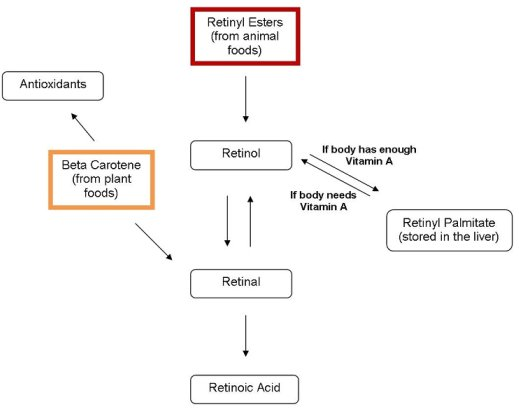 Retinyl Esters
(from animal
foods)
Antioxidants
Retinol
If body has enough
Vitamin A
Beta Carotene
(from plant
foods)
If body needs
Vitamin A
Retinyl Palmitate
(stored in the liver)
Retinal
Retinoic Acid